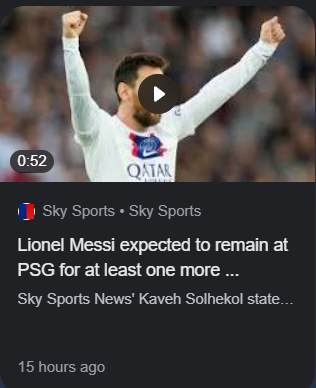 QATAR
0:52
Sky Sports • Sky Sports
Lionel Messi expected to remain at
PSG for at least one more ...
Sky Sports News' Kaveh Solhekol state...
15 hours ago